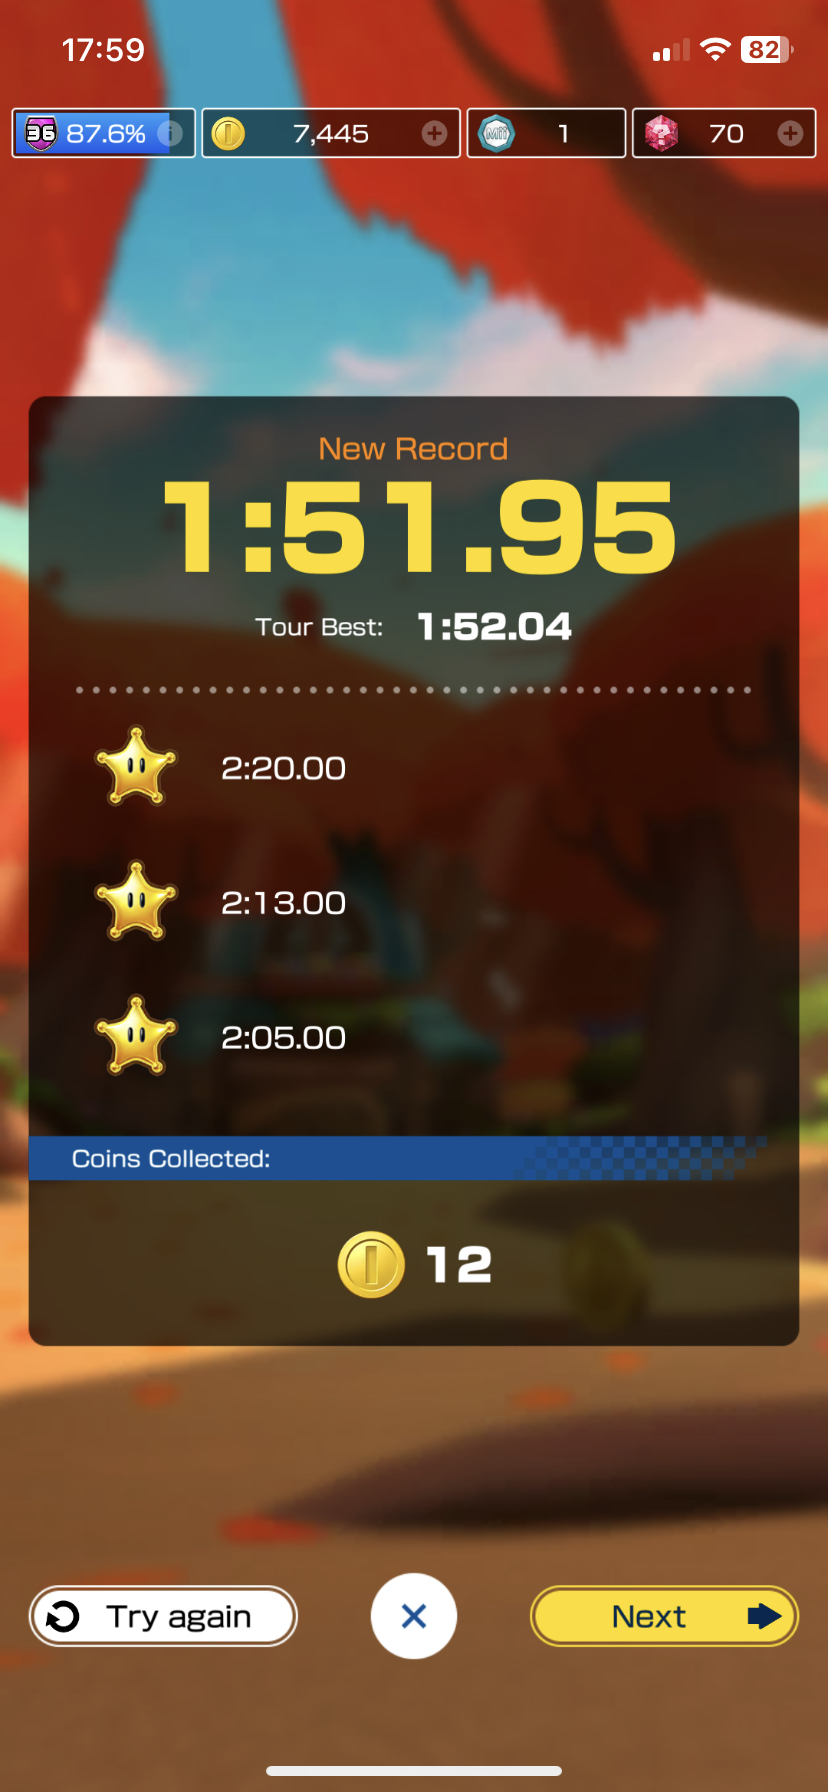 17:59 82
36 87.6% i 7,445 + Mii 1 ? 70 +
New Record
1:51.95
Tour Best: 1:52.04
2:20.00
2:13.00
2:05.00
Coins Collected:
12
Try again × Next